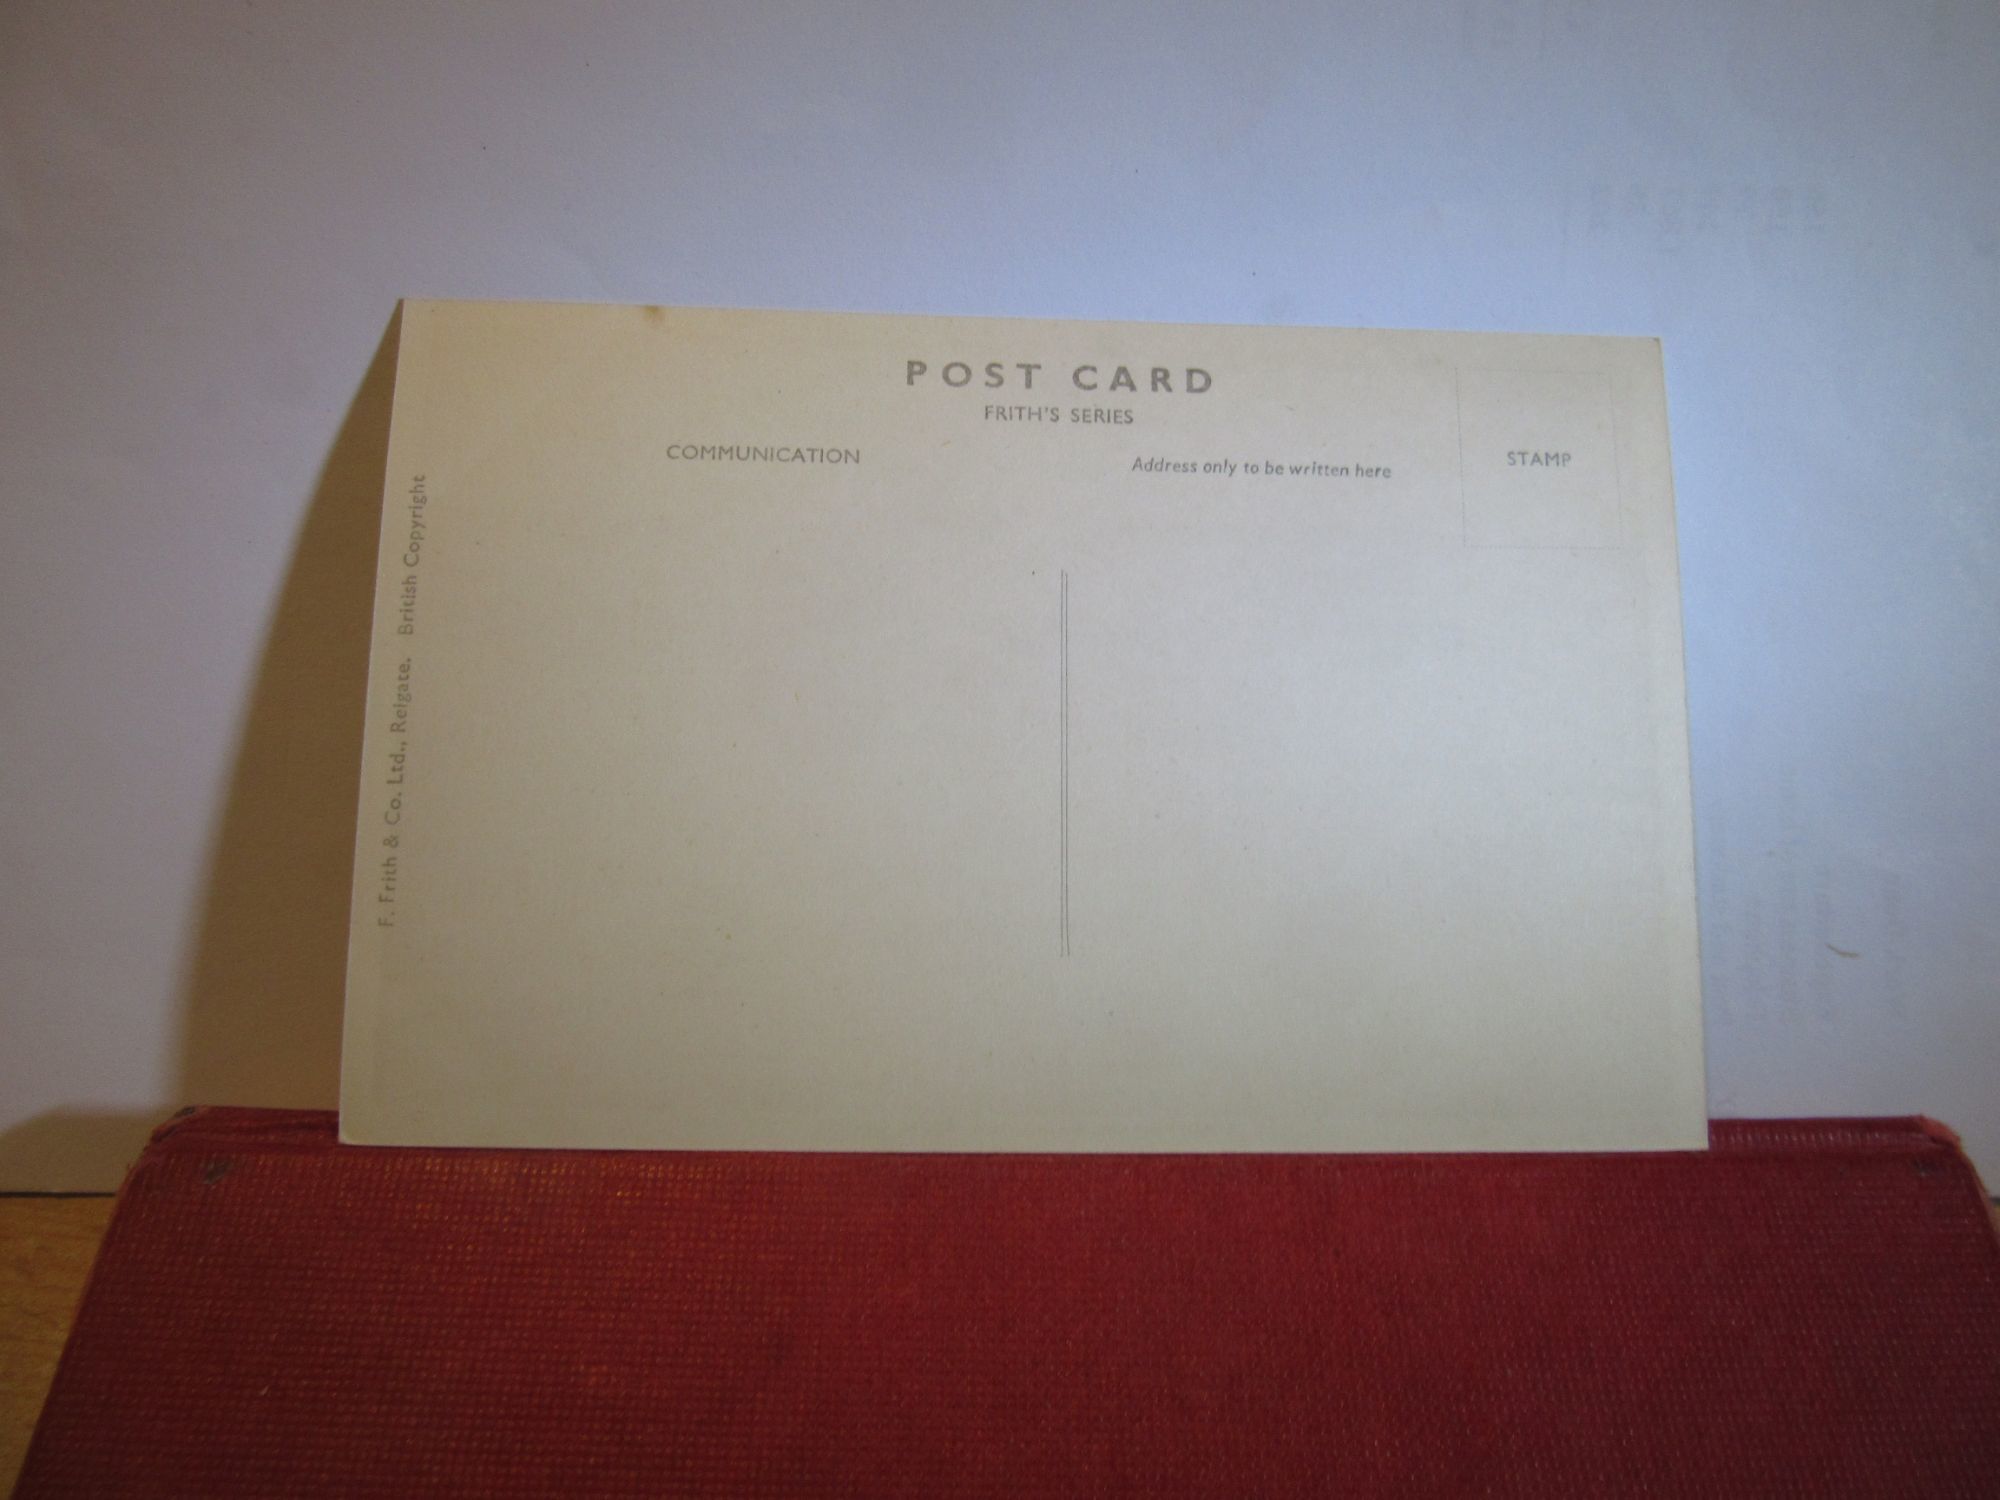 POST CARD
FRITH'S SERIES
COMMUNICATION
Address only to be written here
STAMP
F. Frith & Co. Ltd., Reigate. British Copyright